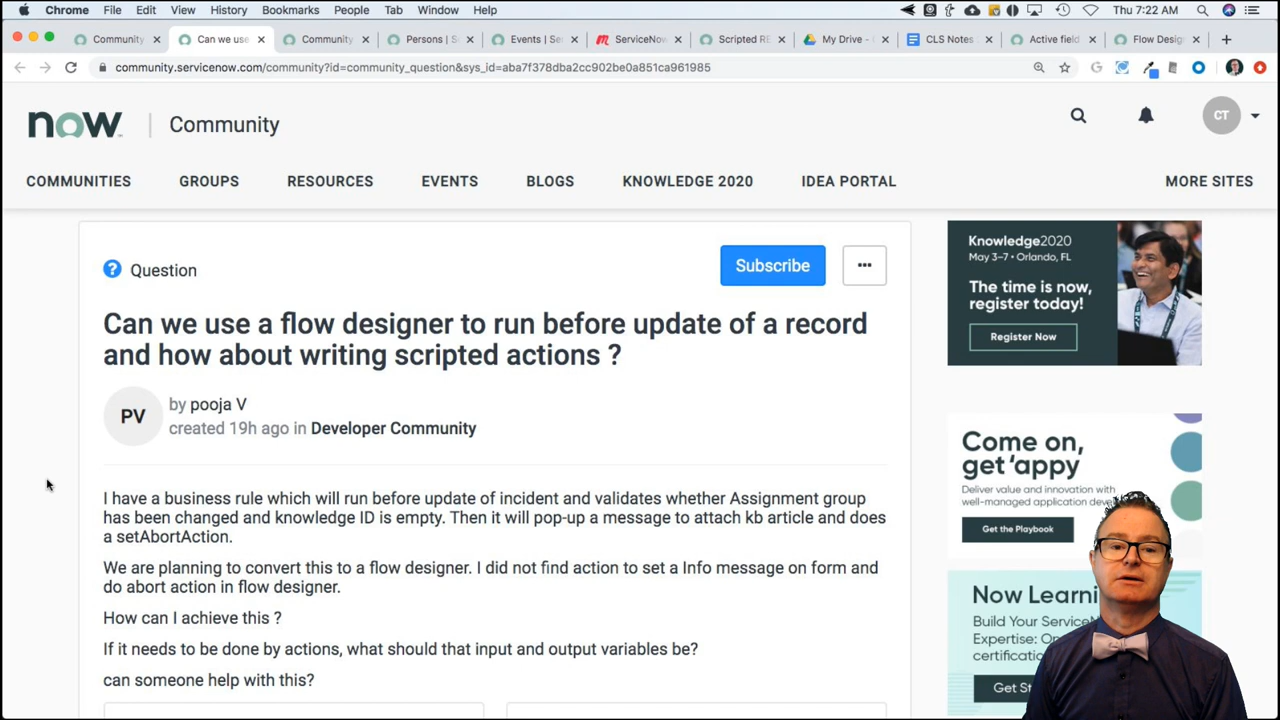 Chrome File Edit View History Bookmarks People Tab Window Help Thu 7:22 AM
Community Can we use Community Persons | S Events | Se ServiceNow Scripted RE My Drive - CLS Notes Active field Flow Desig
community.servicenow.com/community?id=community_question&sys_id=aba7f378dba2cc902be0a851ca961985
now Community CT
COMMUNITIES GROUPS RESOURCES EVENTS BLOGS KNOWLEDGE 2020 IDEA PORTAL MORE SITES
Question Subscribe
Can we use a flow designer to run before update of a record
and how about writing scripted actions ?
PV
by pooja V
created 19h ago in Developer Community
I have a business rule which will run before update of incident and validates whether Assignment group
has been changed and knowledge ID is empty. Then it will pop-up a message to attach kb article and does
a setAbortAction.
We are planning to convert this to a flow designer. I did not find action to set a Info message on form and
do abort action in flow designer.
How can I achieve this ?
If it needs to be done by actions, what should that input and output variables be?
can someone help with this?
Knowledge2020
May 3–7 • Orlando, FL
The time is now,
register today!
Register Now
Come on,
get 'appy
Deliver value and innovation with
well-managed application
Get the Playbook
Now Learni
Build Your ServiceN
Expertise: On
certificatio
Get St